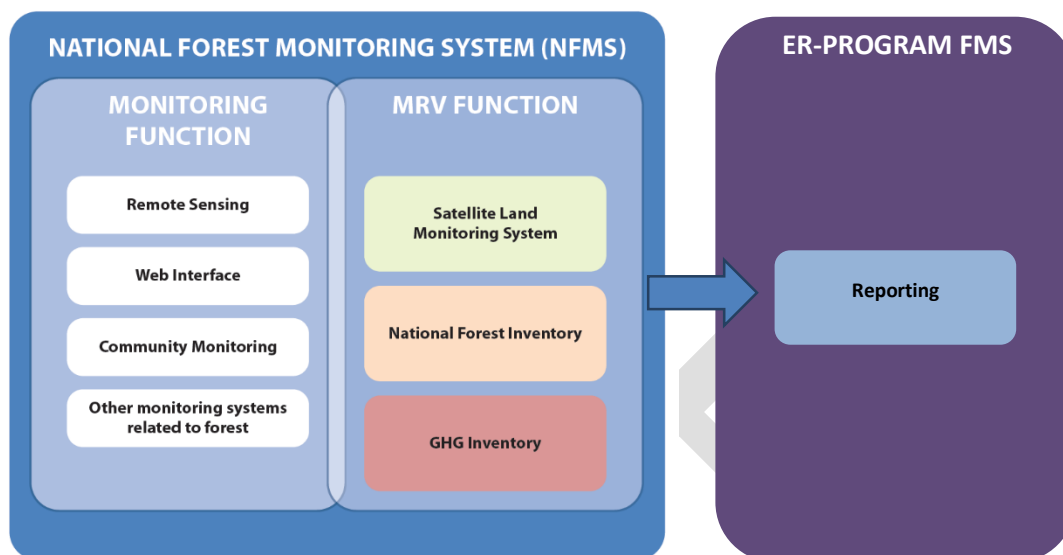 NATIONAL FOREST MONITORING SYSTEM (NFMS)
MONITORING
FUNCTION
Remote Sensing
Web Interface
Community Monitoring
Other monitoring systems
related to forest
MRV FUNCTION
Satellite Land
Monitoring System
National Forest Inventory
GHG Inventory
ER-PROGRAM FMS
Reporting